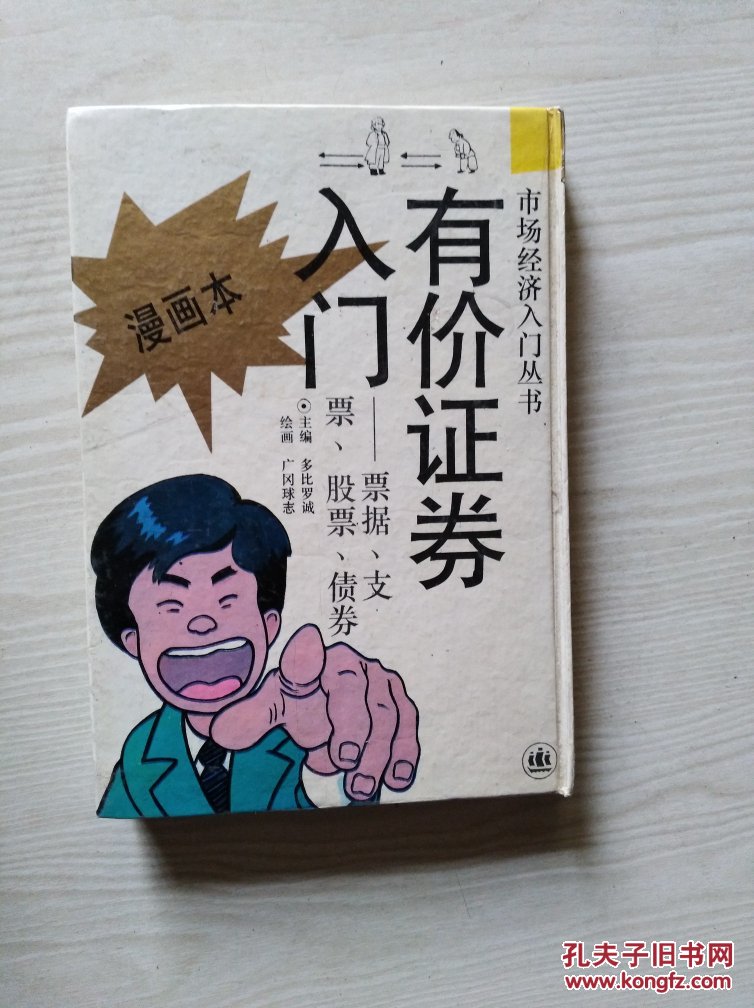 市场经济入门丛书
有价证券
入门
——票据、支
票、股票、债券
⊙主编 多比罗诚
绘画 广冈球志
漫画本
孔夫子旧书网
www.kongfz.com